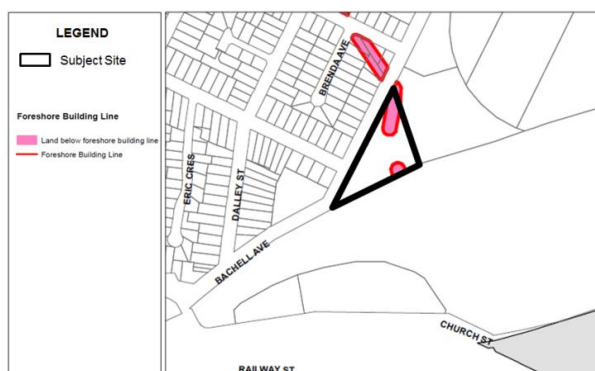 LEGEND
Subject Site
Foreshore Building Line
Land below foreshore building line
Foreshore Building Line
BRENDA AVE
ERIC CRES
DALLEY ST
BACHELL AVE
CHURCH ST
RAILWAY ST